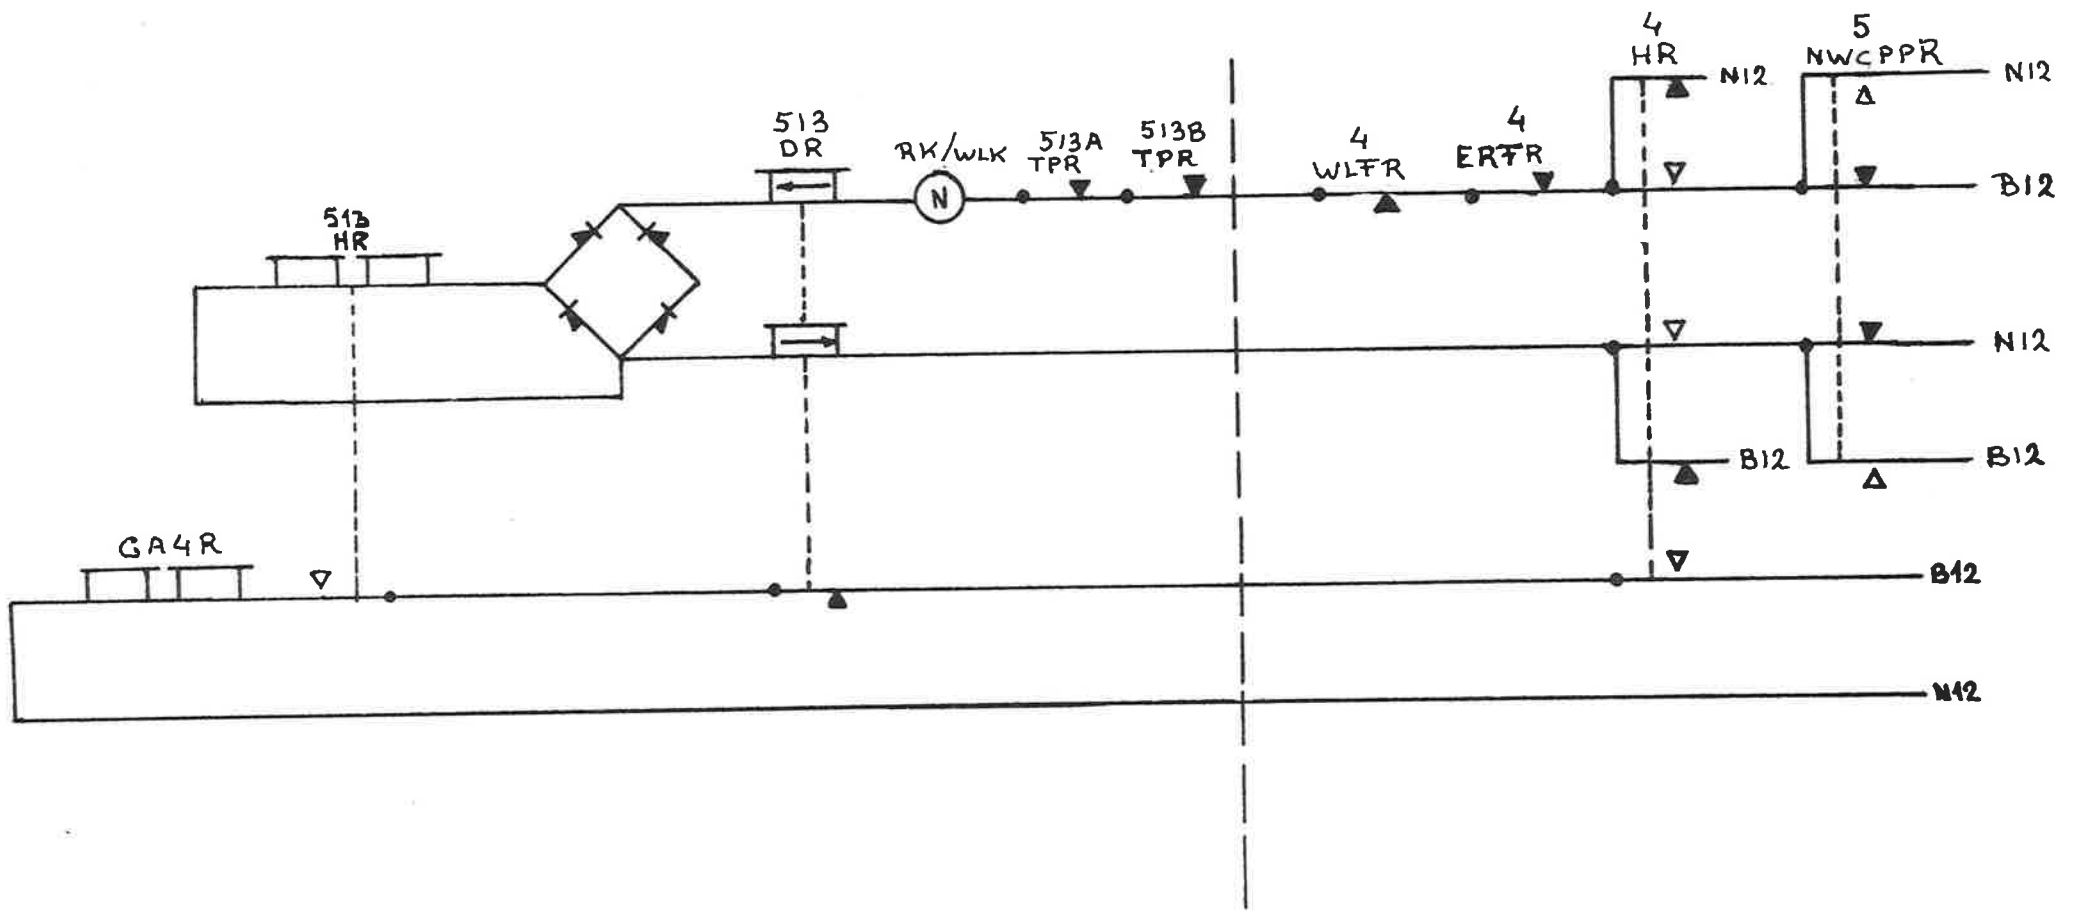 4
HR
5
NWCPPR
N12
N12
513
DR
RK/WLK
N
513A
TPR
513B
TPR
4
WLFR
4
ERFR
B12
513
HR
N12
B12
B12
GA4R
B12
N12